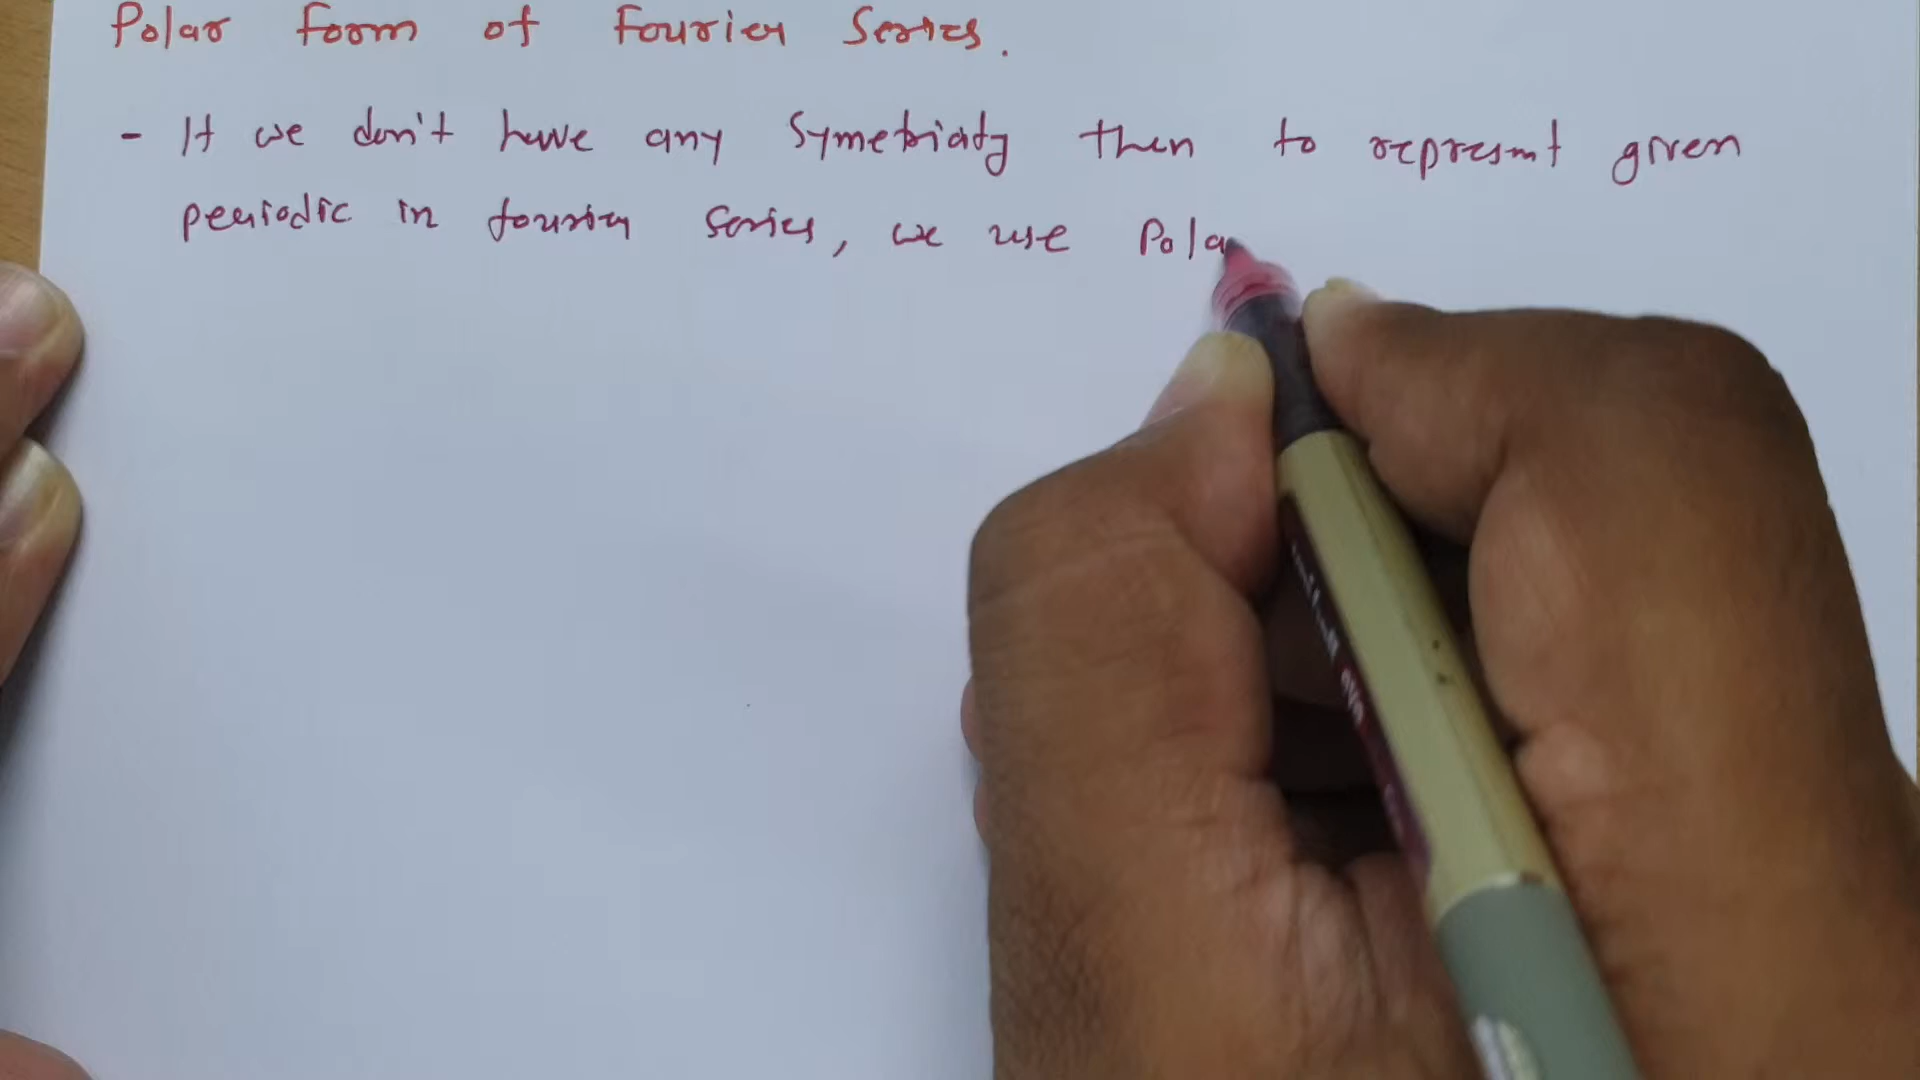 Polar form of Fourier Series.
- If we don't have any Symetriaty then to represent given
periodic in fourier series, we use Pola